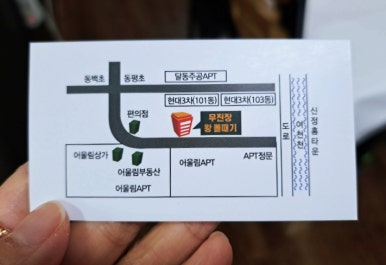 동백초
동평초
달동주공APT
현대3차(101동)
현대3차(103동)
편의점
무진장
왕뽈때기
어울림상가
어울림부동산
어울림APT
어울림APT
APT정문
도로
여천천
신정홈타운